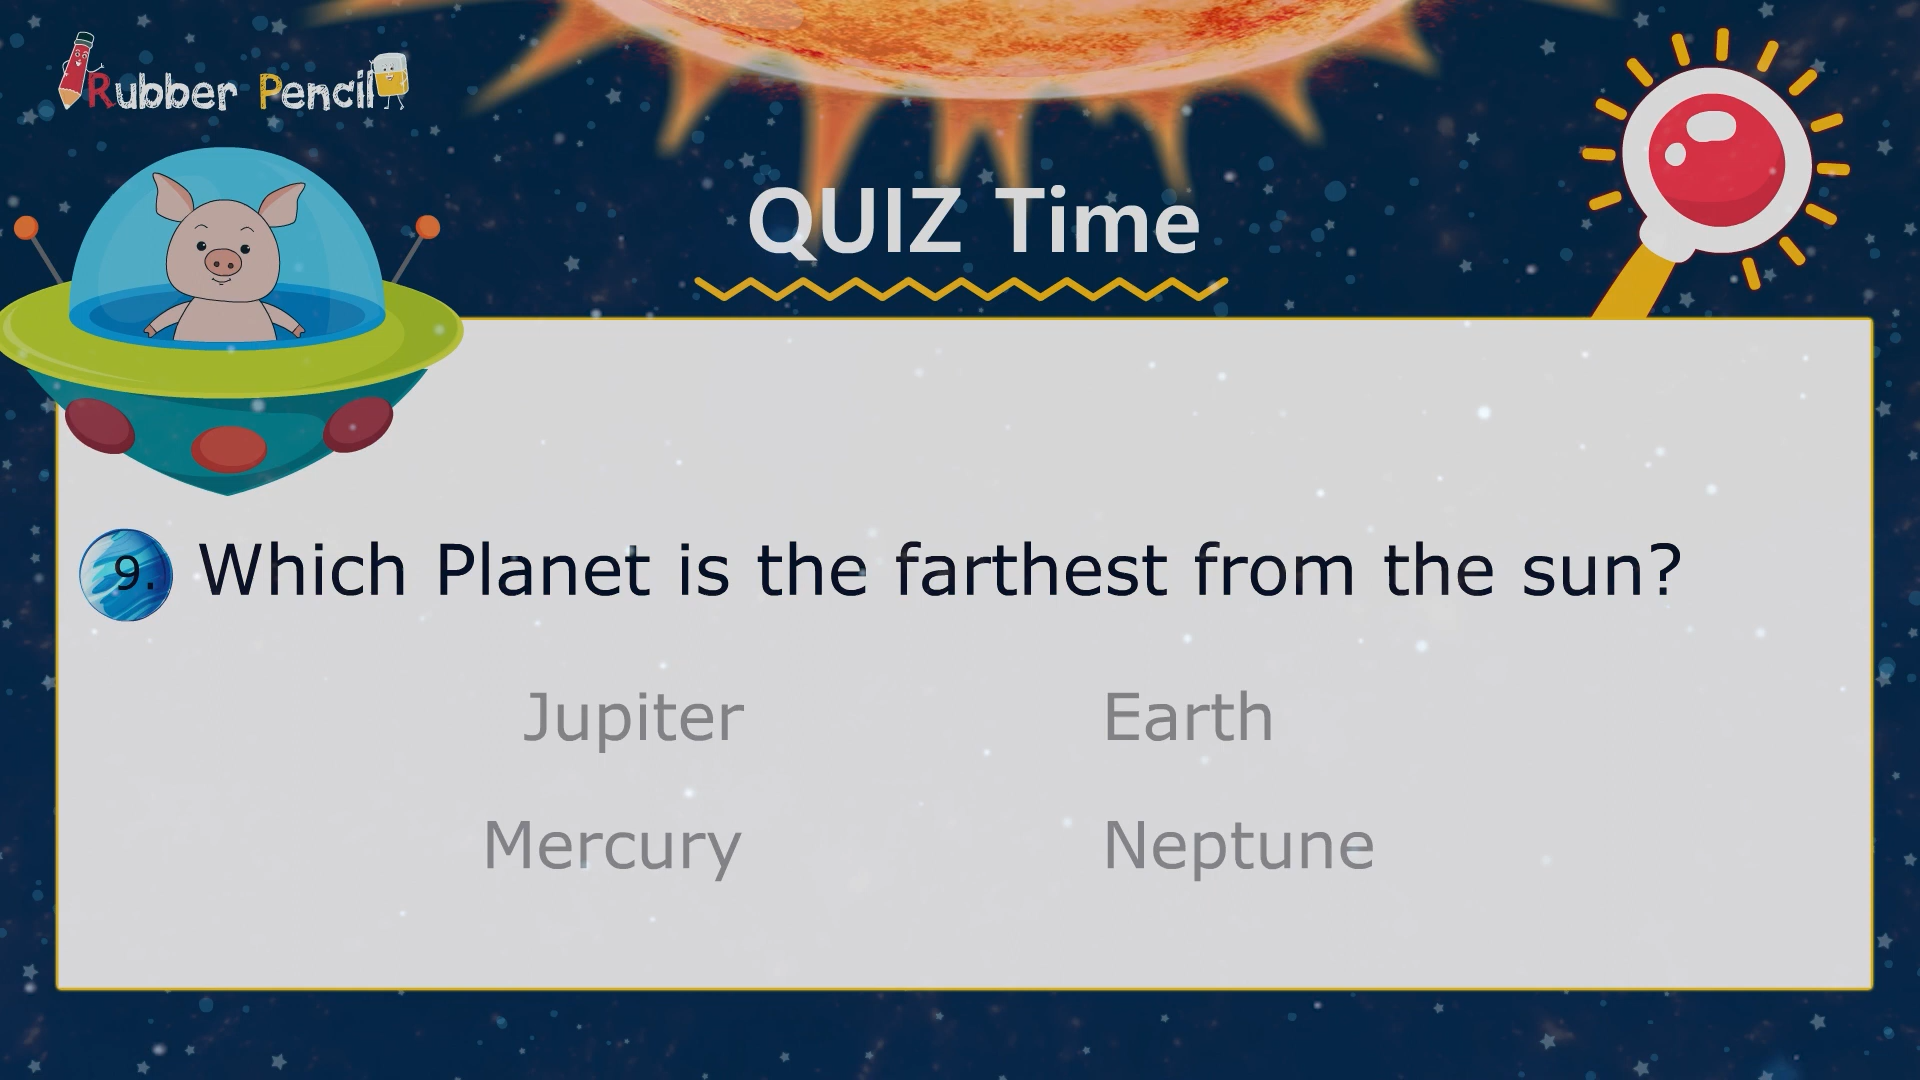 Rubber Pencil
QUIZ Time
9. Which Planet is the farthest from the sun?
Jupiter Earth
Mercury Neptune